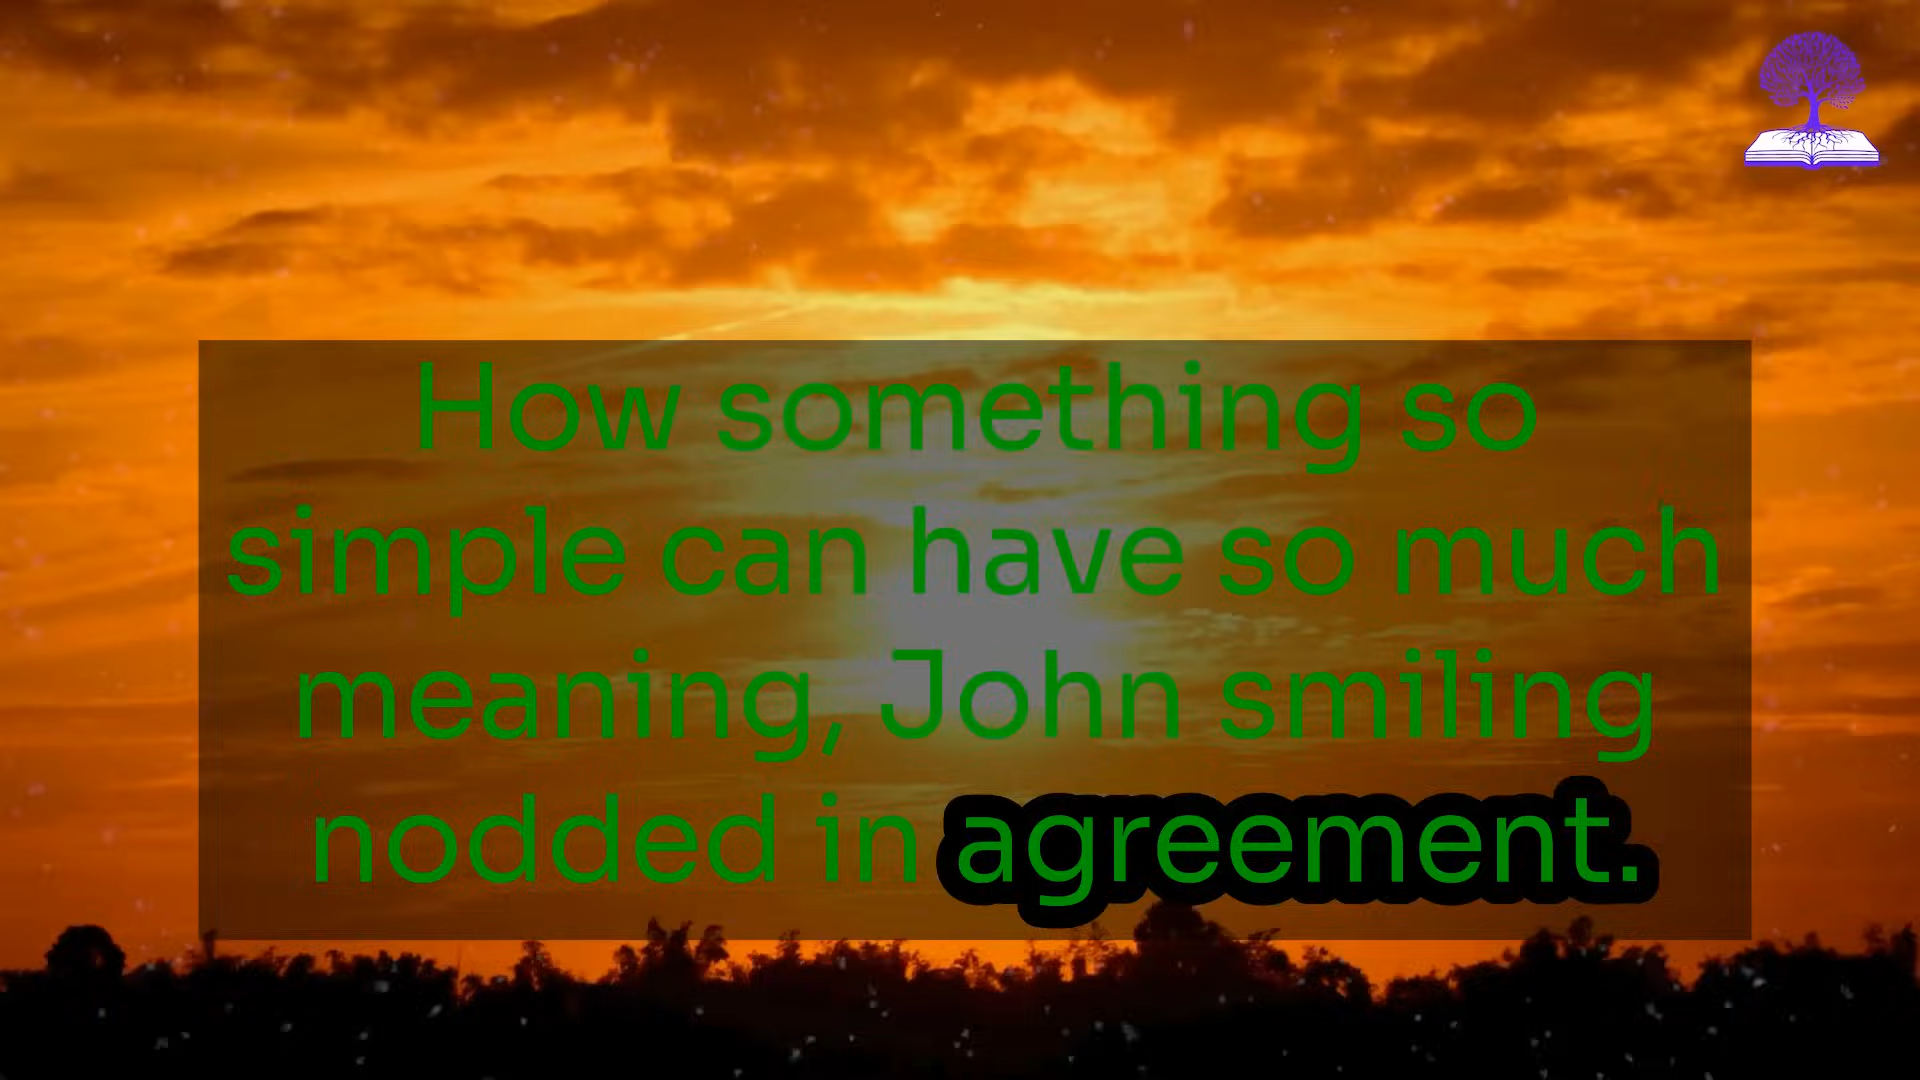 How something so
simple can have so much
meaning, John smiling
nodded in agreement.